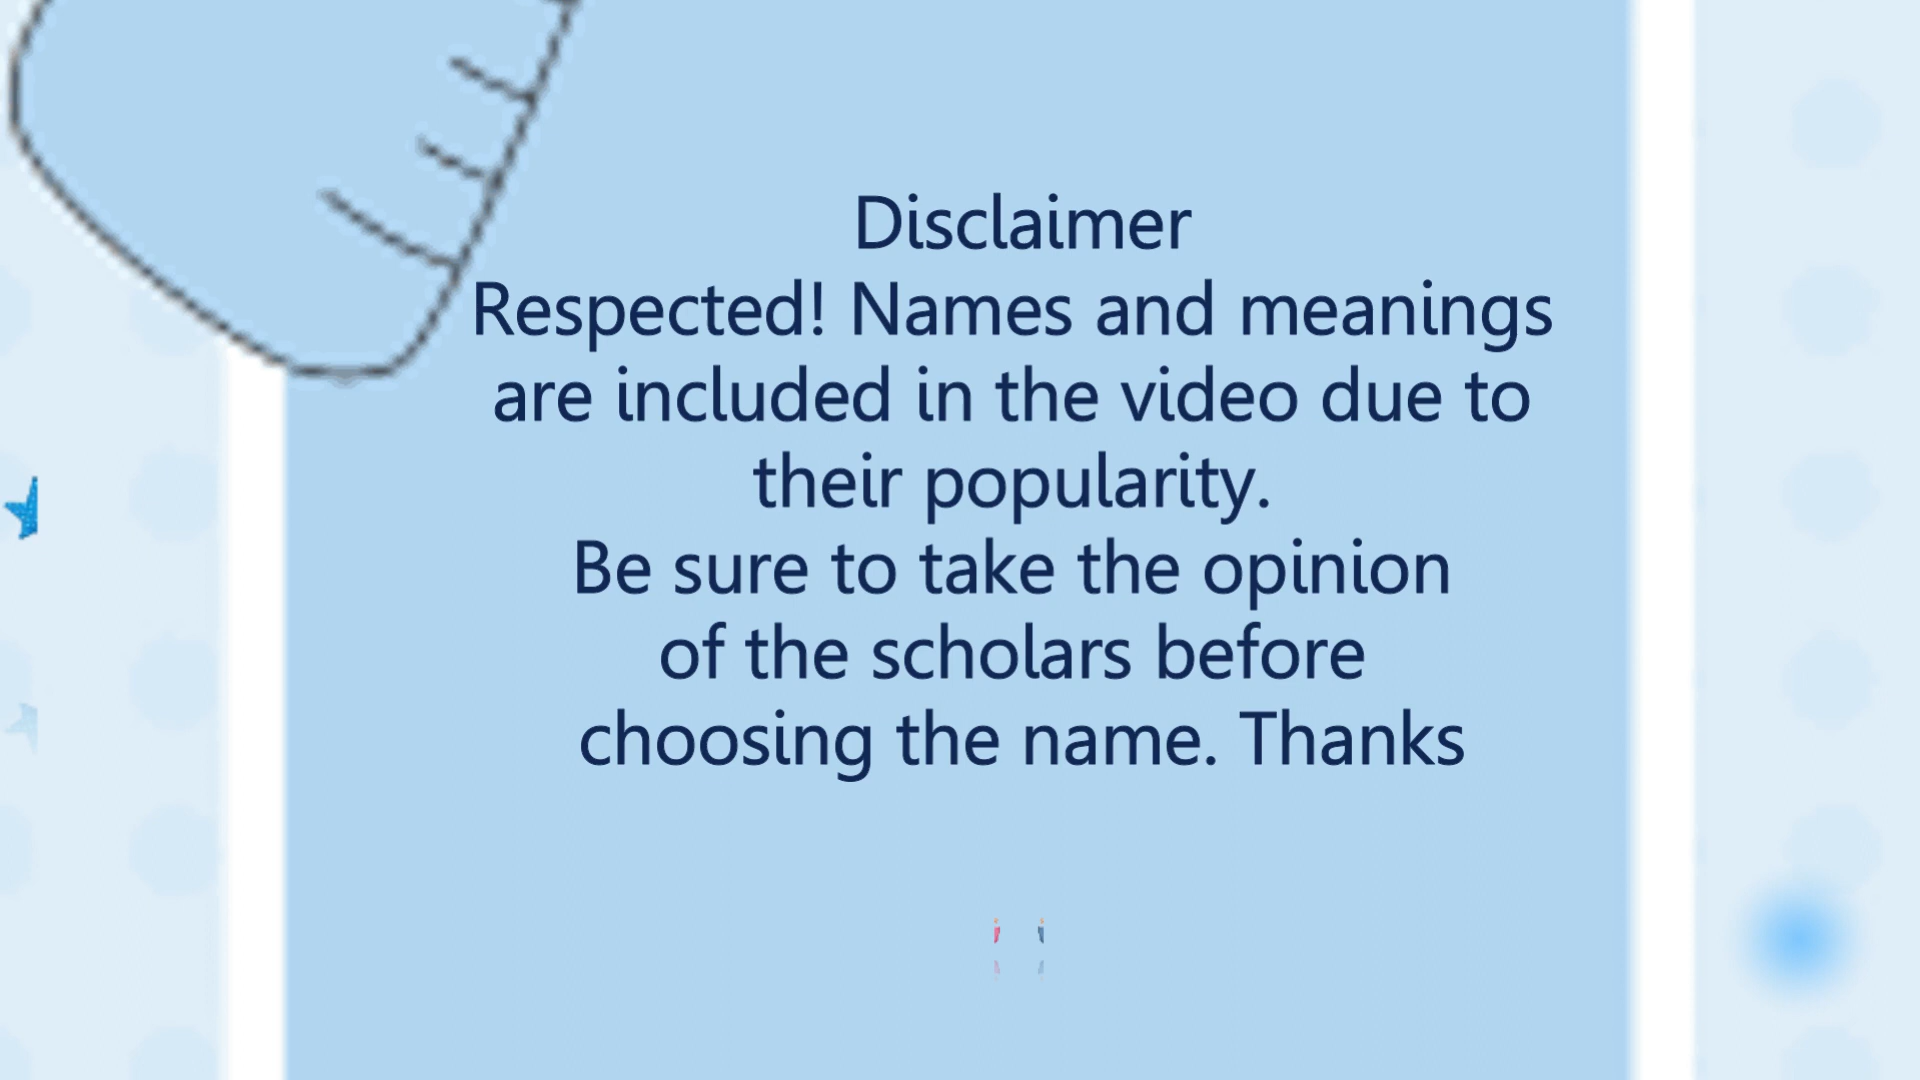 Disclaimer
Respected! Names and meanings
are included in the video due to
their popularity.
Be sure to take the opinion
of the scholars before
choosing the name. Thanks